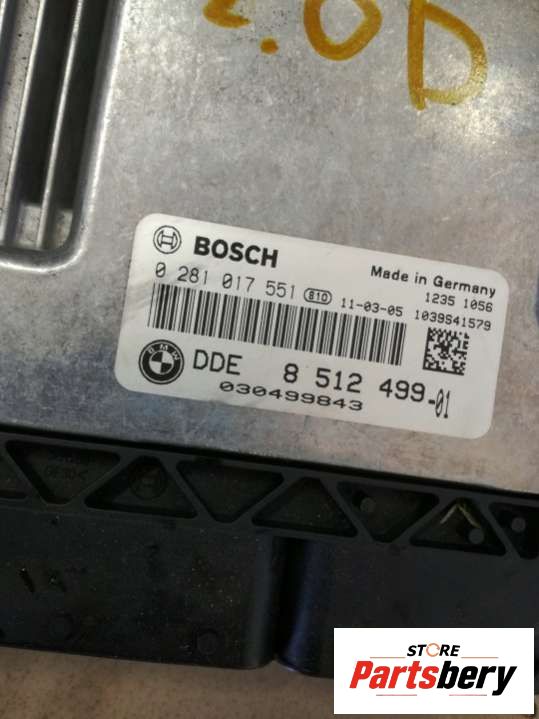 2.0D
BOSCH
Made in Germany
0 281 017 551 810 11-03-05
1235 1056
1039S41579
BMW
DDE 8 512 499-01
030499843
STORE
Partsbery